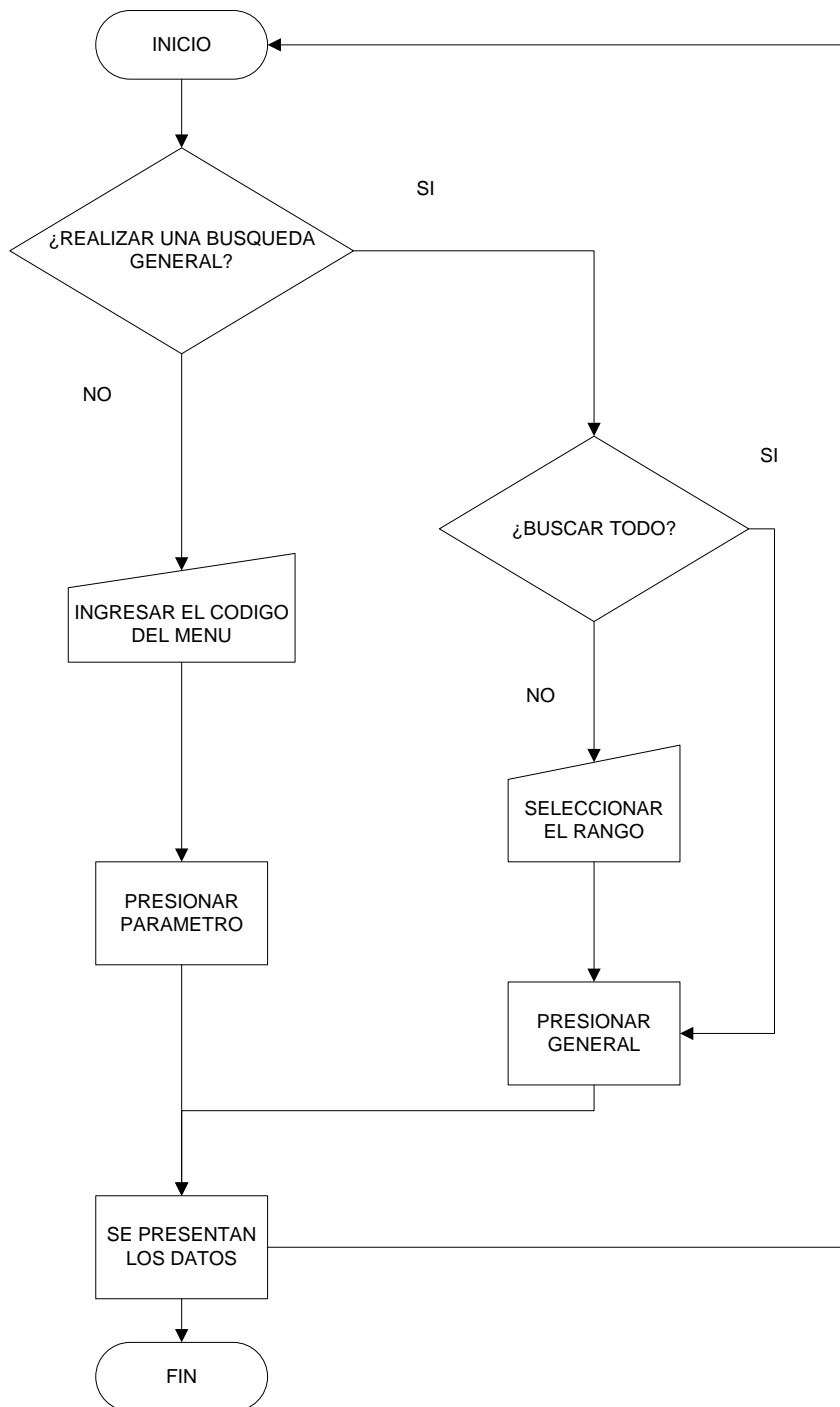 INICIO
SI
¿REALIZAR UNA BUSQUEDA
GENERAL?
NO
SI
¿BUSCAR TODO?
INGRESAR EL CODIGO
DEL MENU
NO
SELECCIONAR
EL RANGO
PRESIONAR
PARAMETRO
PRESIONAR
GENERAL
SE PRESENTAN
LOS DATOS
FIN